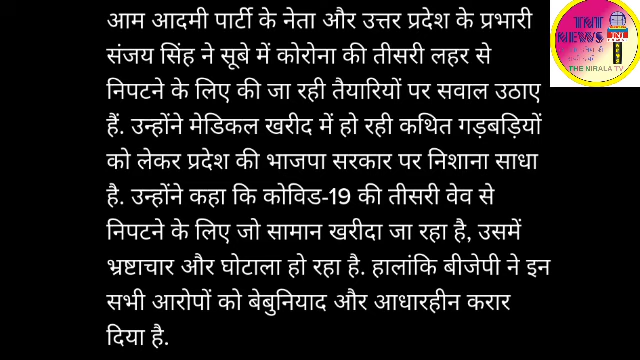 आम आदमी पार्टी के नेता और उत्तर प्रदेश के प्रभारी
संजय सिंह ने सूबे में कोरोना की तीसरी लहर से
निपटने के लिए की जा रही तैयारियों पर सवाल उठाए
हैं. उन्होंने मेडिकल खरीद में हो रही कथित गड़बड़ियों
को लेकर प्रदेश की भाजपा सरकार पर निशाना साधा
है. उन्होंने कहा कि कोविड-19 की तीसरी वेव से
निपटने के लिए जो सामान खरीदा जा रहा है, उसमें
भ्रष्टाचार और घोटाला हो रहा है. हालांकि बीजेपी ने इन
सभी आरोपों को बेबुनियाद और आधारहीन करार
दिया है.
TNT
NEWS
THE NIRALA TV